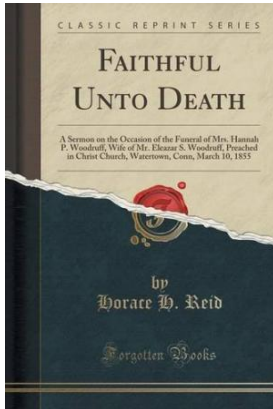 CLASSIC REPRINT SERIES
FAITHFUL
UNTO DEATH
A Sermon on the Occasion of the Funeral of Mrs. Hannah
P. Woodruff, Wife of Mr. Eleazar S. Woodruff, Preached
in Christ Church, Watertown, Conn, March 10, 1855
by
Horace H. Reid
Forgotten Books